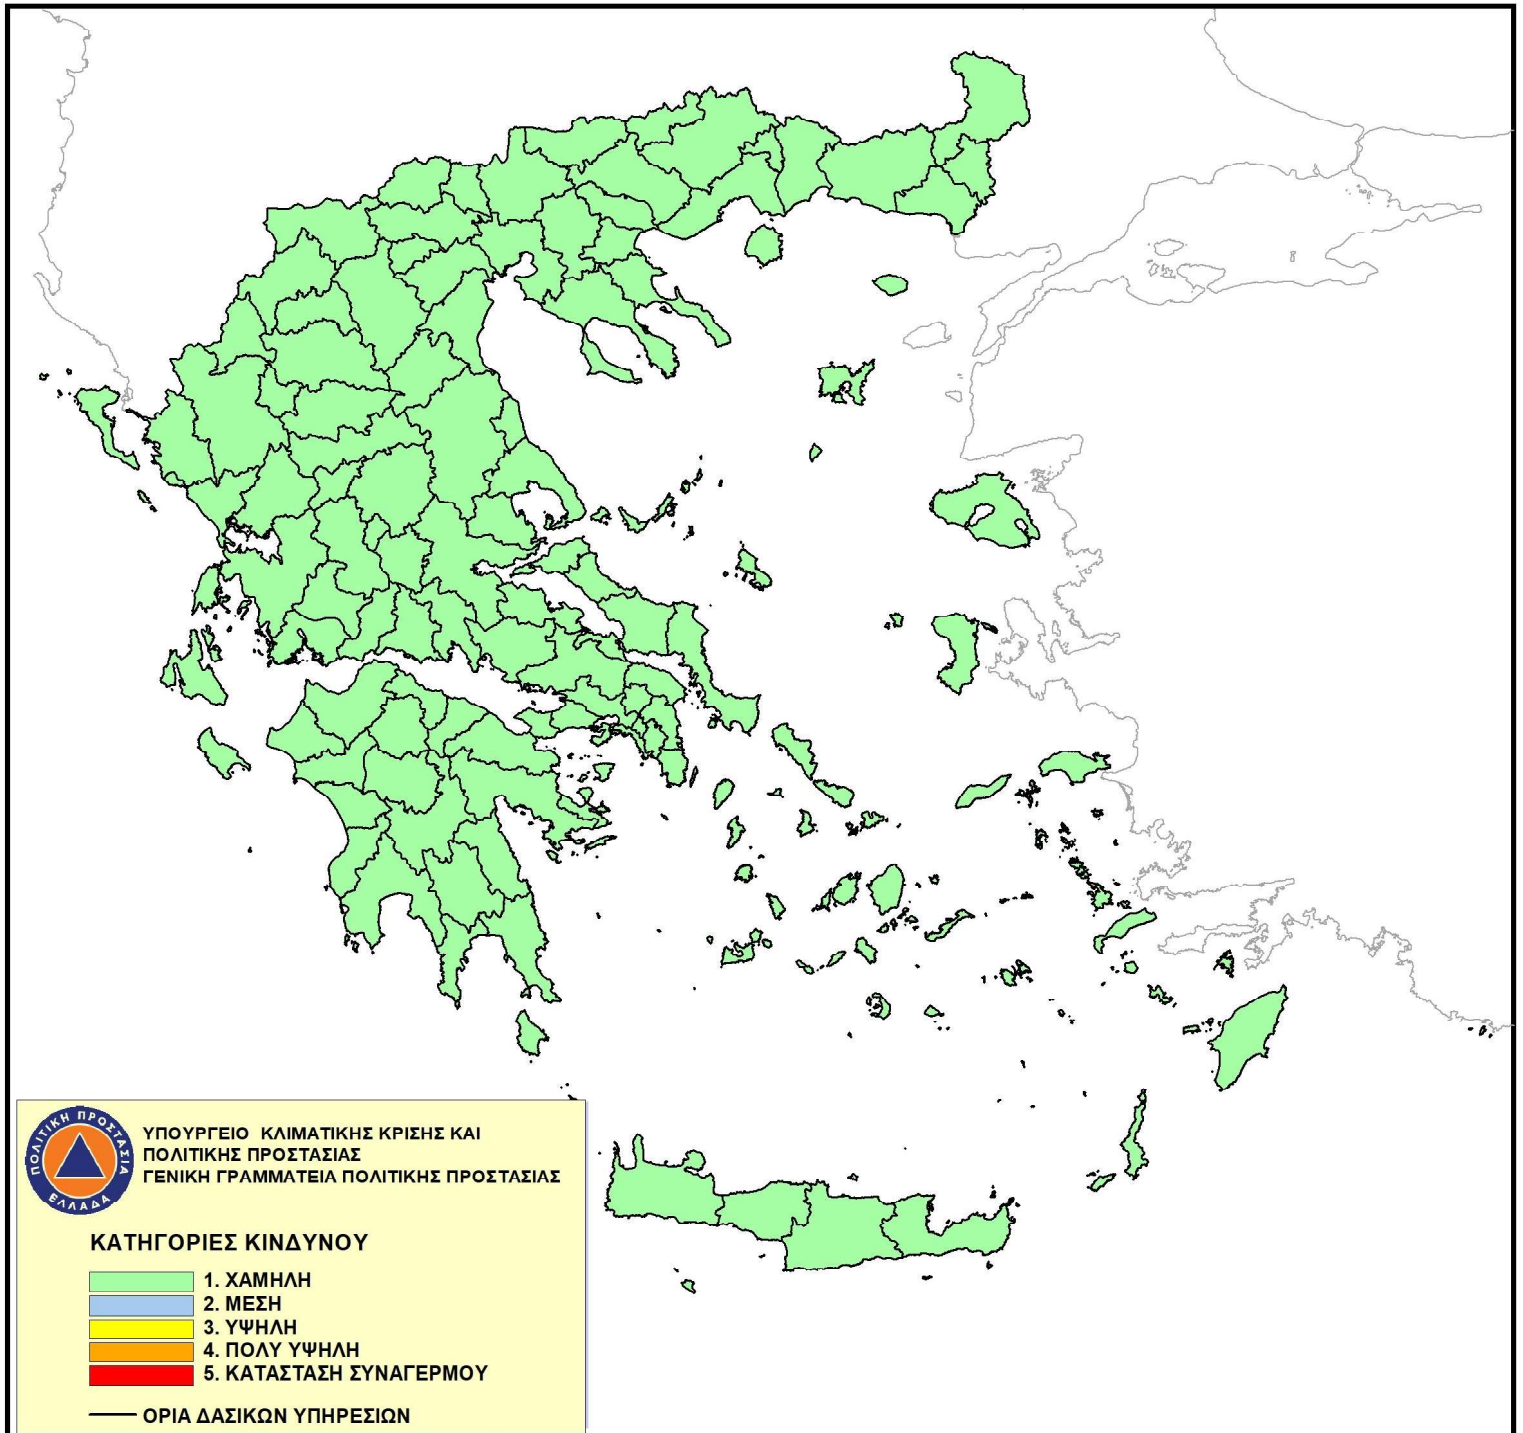 ΠΟΛΙΤΙΚΗ ΠΡΟΣΤΑΣΙΑ
ΕΛΛΑΔΑ
ΥΠΟΥΡΓΕΙΟ ΚΛΙΜΑΤΙΚΗΣ ΚΡΙΣΗΣ ΚΑΙ
ΠΟΛΙΤΙΚΗΣ ΠΡΟΣΤΑΣΙΑΣ
ΓΕΝΙΚΗ ΓΡΑΜΜΑΤΕΙΑ ΠΟΛΙΤΙΚΗΣ ΠΡΟΣΤΑΣΙΑΣ
ΚΑΤΗΓΟΡΙΕΣ ΚΙΝΔΥΝΟΥ
1. ΧΑΜΗΛΗ
2. ΜΕΣΗ
3. ΥΨΗΛΗ
4. ΠΟΛΥ ΥΨΗΛΗ
5. ΚΑΤΑΣΤΑΣΗ ΣΥΝΑΓΕΡΜΟΥ
ΟΡΙΑ ΔΑΣΙΚΩΝ ΥΠΗΡΕΣΙΩΝ